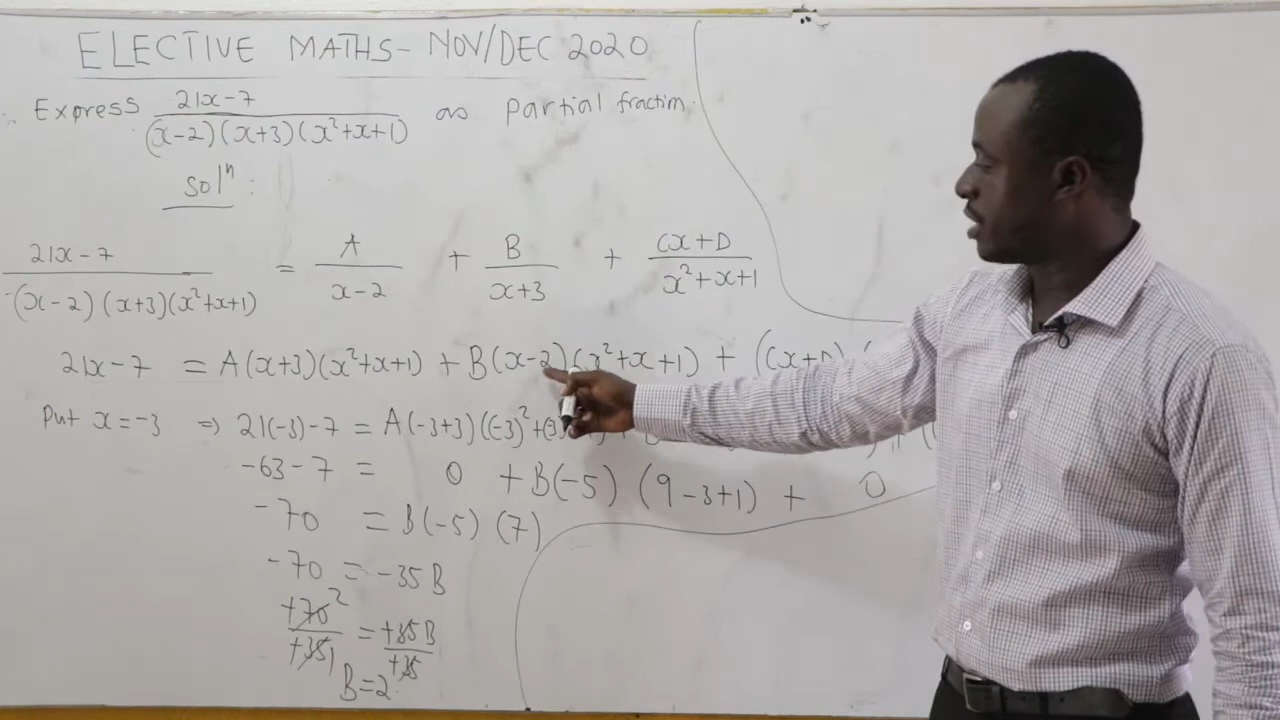 ELECTIVE MATHS - NOV/DEC 2020
Express (21x-7)/((x-2)(x+3)(x²+x+1)) as Partial fraction.
solⁿ:
(21x-7)/((x-2)(x+3)(x²+x+1)) = A/(x-2) + B/(x+3) + (Cx+D)/(x²+x+1)
21x-7 = A(x+3)(x²+x+1) + B(x-2)(x²+x+1) + (Cx+D)
Put x=-3 ⇒ 21(-3)-7 = A(-3+3)((-3)²+(-3)
-63-7 = 0 + B(-5)(9-3+1) + 0
-70 = B(-5)(7)
-70 = -35B
+70/+35 = +35B/+35
2
1
B=2